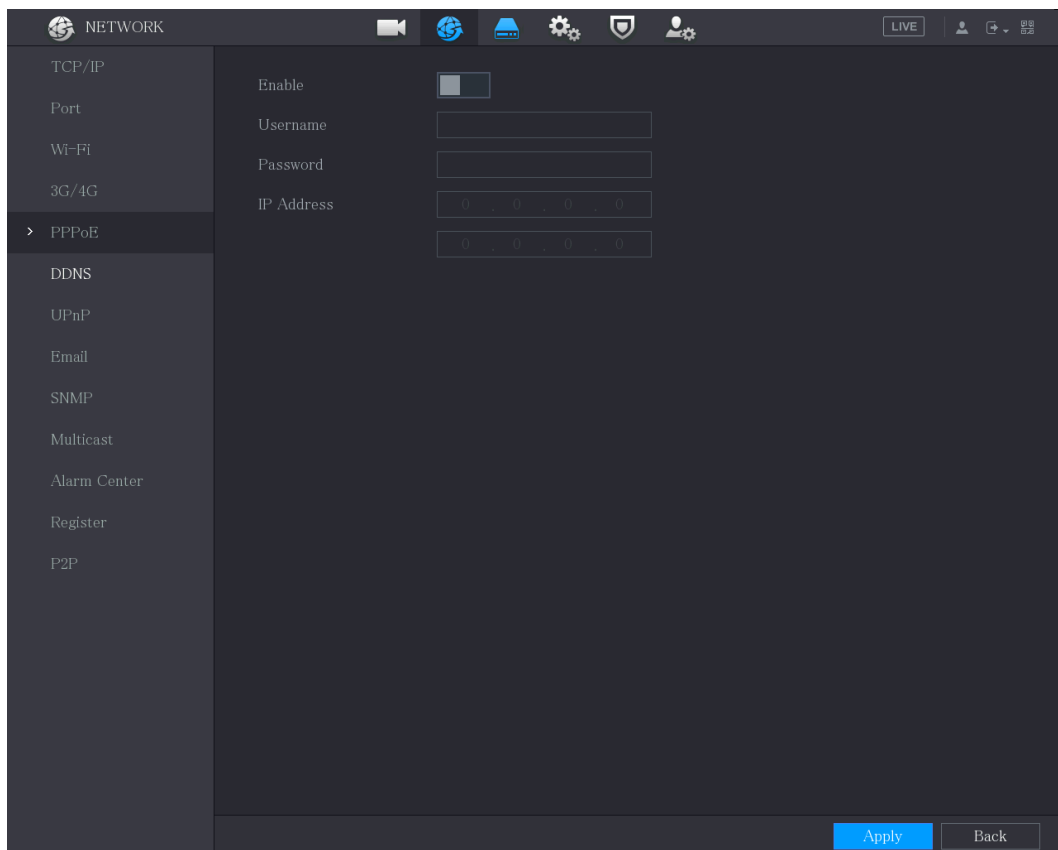 NETWORK
LIVE
TCP/IP
Port
Wi-Fi
3G/4G
PPPoE
DDNS
UPnP
Email
SNMP
Multicast
Alarm Center
Register
P2P
Enable
Username
Password
IP Address 0 . 0 . 0 . 0
0 . 0 . 0 . 0
Apply Back